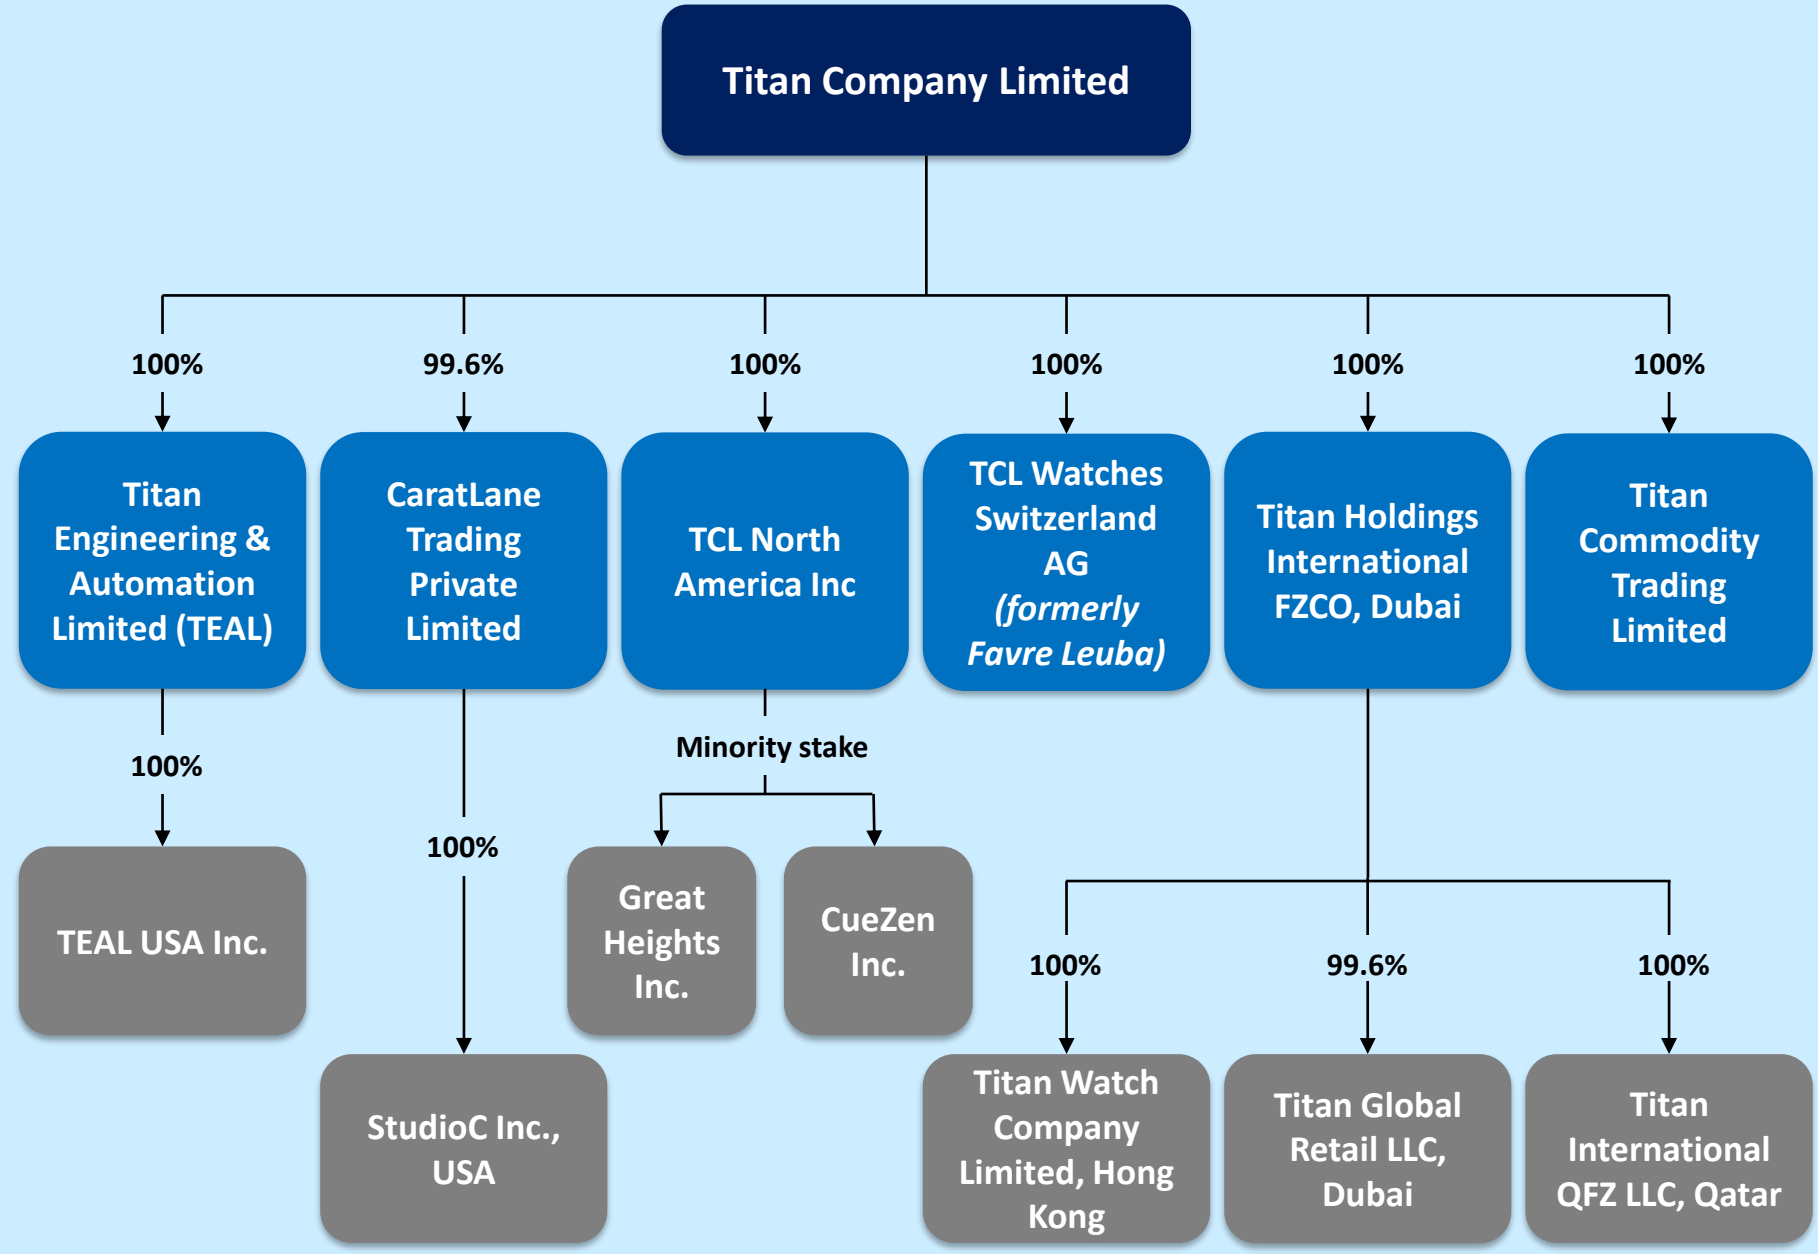 Titan Company Limited
100%
99.6%
100%
100%
100%
100%
Titan
Engineering &
Automation
Limited (TEAL)
CaratLane
Trading
Private
Limited
TCL North
America Inc
TCL Watches
Switzerland
AG
(formerly
Favre Leuba)
Titan Holdings
International
FZCO, Dubai
Titan
Commodity
Trading
Limited
100%
100%
Minority stake
TEAL USA Inc.
StudioC Inc.,
USA
Great
Heights
Inc.
CueZen
Inc.
100%
99.6%
100%
Titan Watch
Company
Limited, Hong
Kong
Titan Global
Retail LLC,
Dubai
Titan
International
QFZ LLC, Qatar